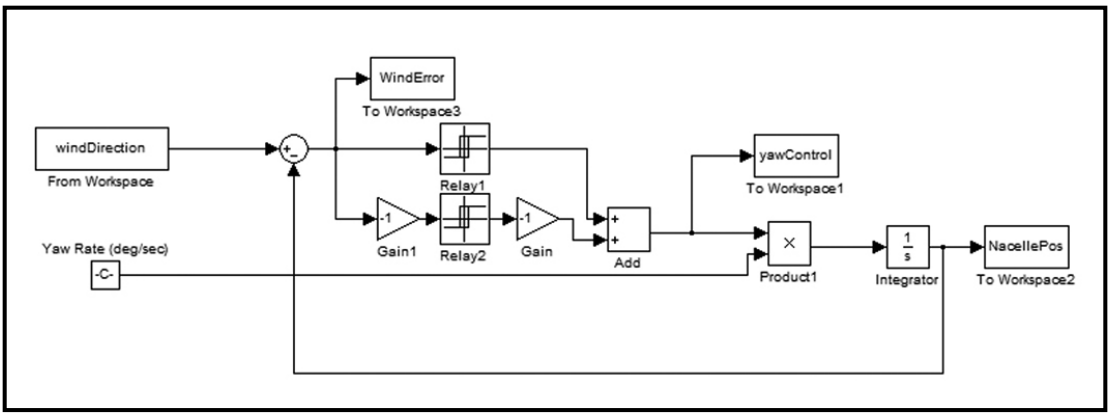 WindError
To Workspace3
windDirection
From Workspace
+
-
Relay1
yawControl
To Workspace1
-1
Gain1
Relay2
-1
Gain
+
+
Add
Yaw Rate (deg/sec)
-C-
×
Product1
1
s
Integrator
NacellePos
To Workspace2